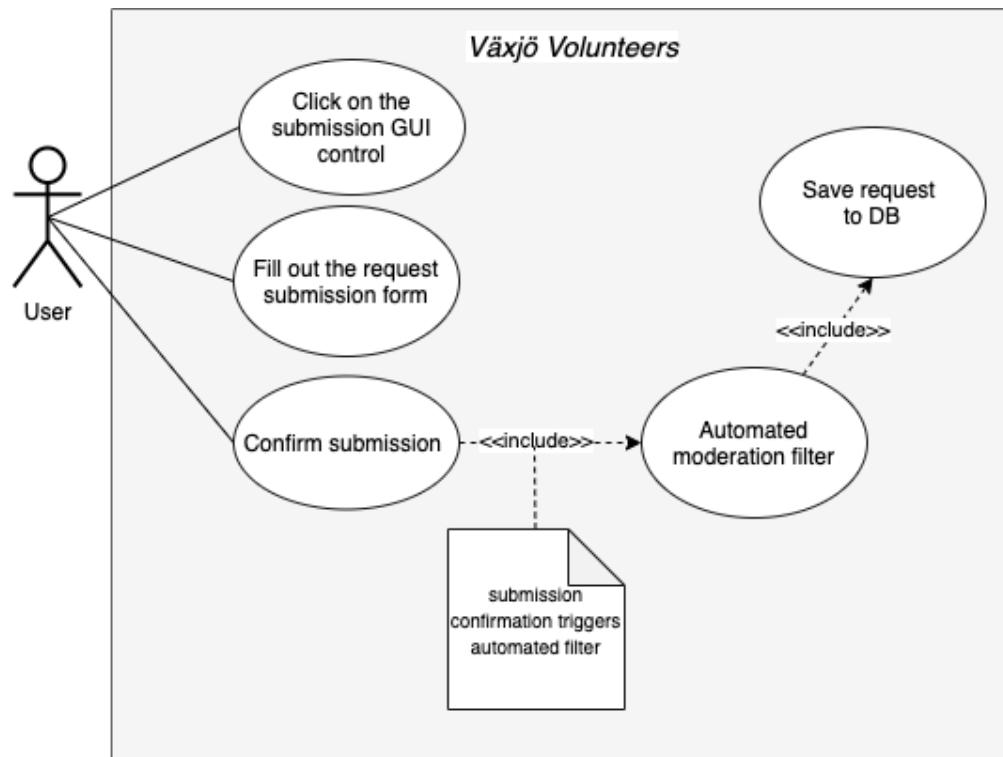 Växjö Volunteers
Click on the
submission GUI
control
Save request
to DB
User
Fill out the request
submission form
<<include>>
Confirm submission
<<include>>
Automated
moderation filter
submission
confirmation triggers
automated filter